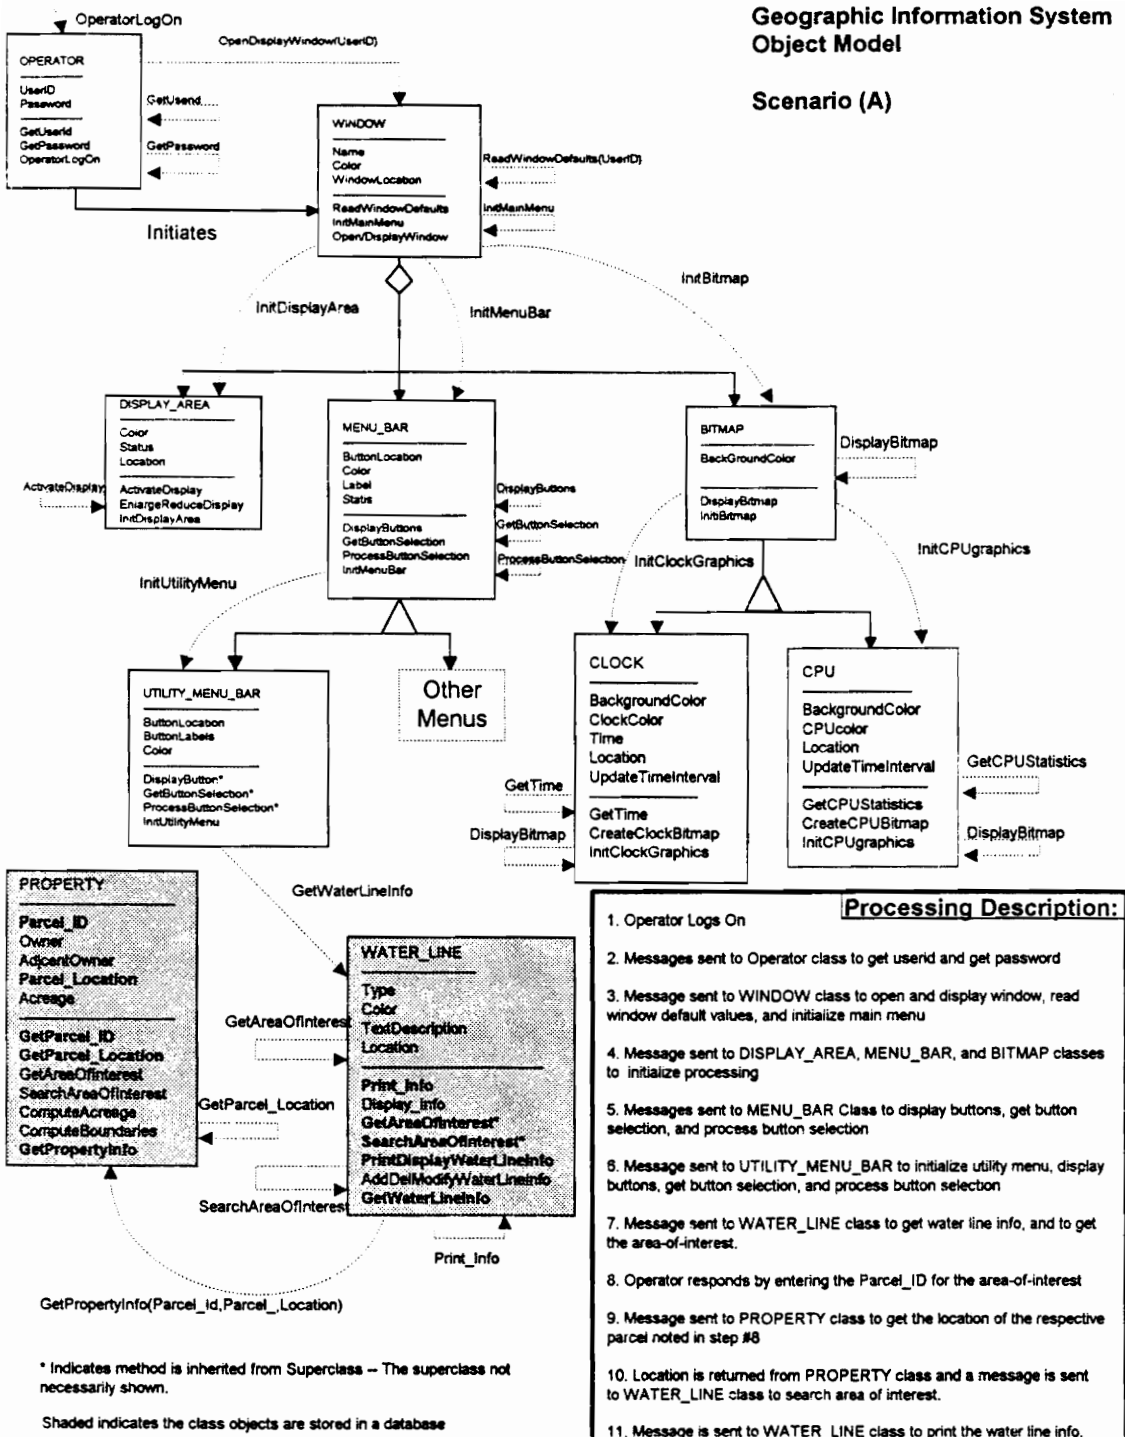 Geographic Information System
Object Model
Scenario (A)
OperatorLogOn
OpenDisplayWindow(UserID)
OPERATOR
UserID
Password
GetUserId
GetPassword
OperatorLogOn
GetUserid
GetPassword
Initiates
WINDOW
Name
Color
WindowLocation
ReadWindowDefaults
InitMainMenu
Open/DisplayWindow
ReadWindowDefaults(UserID)
InitMainMenu
InitDisplayArea
InitMenuBar
InitBitmap
DISPLAY_AREA
Color
Status
Location
ActivateDisplay
EnlargeReduceDisplay
InitDisplayArea
ActivateDisplay
MENU_BAR
ButtonLocation
Color
Label
Statis
DisplayButtons
GetButtonSelection
ProcessButtonSelection
InitMenuBar
DisplayButtons
GetButtonSelection
ProcessButtonSelection
BITMAP
BackGroundColor
DisplayBitmap
InitBitmap
DisplayBitmap
InitClockGraphics
InitCPUgraphics
InitUtilityMenu
UTILITY_MENU_BAR
ButtonLocation
ButtonLabels
Color
DisplayButton*
GetButtonSelection*
ProcessButtonSelection*
InitUtilityMenu
Other
Menus
CLOCK
BackgroundColor
ClockColor
Time
Location
UpdateTimeInterval
GetTime
CreateClockBitmap
InitClockGraphics
GetTime
DisplayBitmap
CPU
BackgroundColor
CPUcolor
Location
UpdateTimeInterval
GetCPUStatistics
CreateCPUBitmap
InitCPUgraphics
GetCPUStatistics
DisplayBitmap
GetWaterLineInfo
PROPERTY
Parcel_ID
Owner
AdjcentOwner
Parcel_Location
Acreage
GetParcel_ID
GetParcel_Location
GetAreaOfInterest
SearchAreaOfInterest
ComputeAcreage
ComputeBoundaries
GetPropertyInfo
GetParcel_Location
WATER_LINE
Type
Color
TextDescription
Location
Print_Info
Display_Info
GetAreaOfInterest*
SearchAreaOfInterest*
PrintDisplayWaterLineInfo
AddDelModifyWaterLineInfo
GetWaterLineInfo
GetAreaOfInterest
SearchAreaOfInterest
Print_Info
GetPropertyInfo(Parcel_Id,Parcel_,Location)
* Indicates method is inherited from Superclass -- The superclass not
necessarily shown.
Shaded indicates the class objects are stored in a database
Processing Description:
1. Operator Logs On
2. Messages sent to Operator class to get userid and get password
3. Message sent to WINDOW class to open and display window, read
window default values, and initialize main menu
4. Message sent to DISPLAY_AREA, MENU_BAR, and BITMAP classes
to initialize processing
5. Messages sent to MENU_BAR Class to display buttons, get button
selection, and process button selection
6. Message sent to UTILITY_MENU_BAR to initialize utility menu, display
buttons, get button selection, and process button selection
7. Message sent to WATER_LINE class to get water line info, and to get
the area-of-interest.
8. Operator responds by entering the Parcel_ID for the area-of-interest
9. Message sent to PROPERTY class to get the location of the respective
parcel noted in step #8
10. Location is returned from PROPERTY class and a message is sent
to WATER_LINE class to search area of interest.
11. Message is sent to WATER_LINE class to print the water line info.